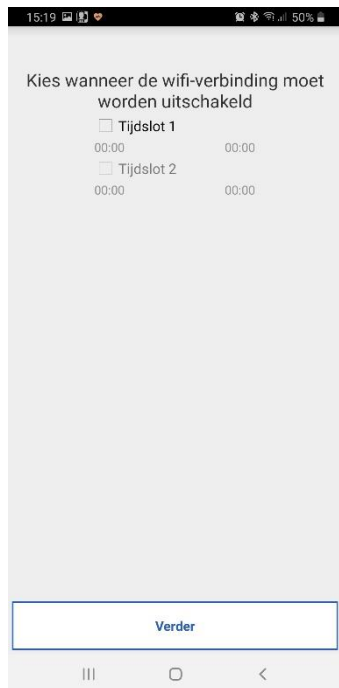 15:19 50%
Kies wanneer de wifi-verbinding moet
worden uitschakeld
Tijdslot 1
00:00 00:00
Tijdslot 2
00:00 00:00
Verder